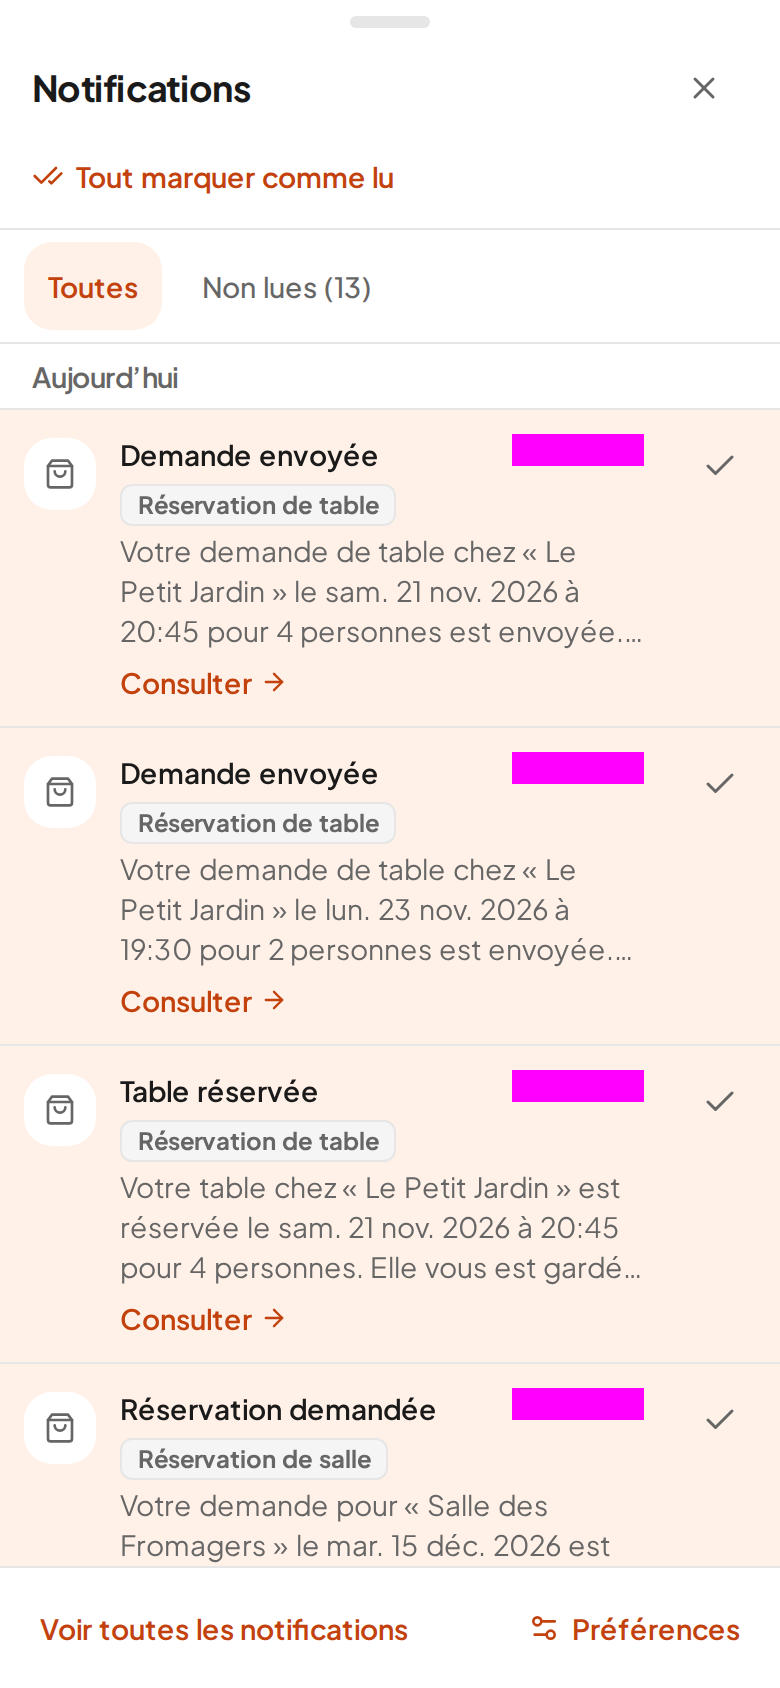 Notifications
Tout marquer comme lu
Toutes
Non lues (13)
Aujourd’hui
Demande envoyée
Réservation de table
Votre demande de table chez « Le
Petit Jardin » le sam. 21 nov. 2026 à
20:45 pour 4 personnes est envoyée.…
Consulter
Demande envoyée
Réservation de table
Votre demande de table chez « Le
Petit Jardin » le lun. 23 nov. 2026 à
19:30 pour 2 personnes est envoyée.…
Consulter
Table réservée
Réservation de table
Votre table chez « Le Petit Jardin » est
réservée le sam. 21 nov. 2026 à 20:45
pour 4 personnes. Elle vous est gardé…
Consulter
Réservation demandée
Réservation de salle
Votre demande pour « Salle des
Fromagers » le mar. 15 déc. 2026 est
Voir toutes les notifications
Préférences